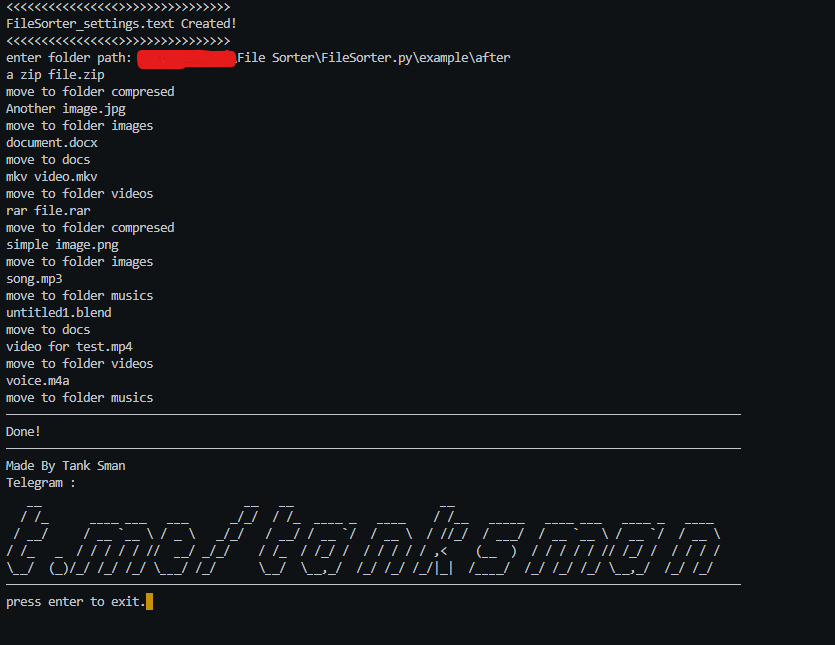 <<<<<<<<<<<<<<<<>>>>>>>>>>>>>>>>
FileSorter_settings.text Created!
<<<<<<<<<<<<<<<<>>>>>>>>>>>>>>>>
enter folder path: \File Sorter\FileSorter.py\example\after
a zip file.zip
move to folder compresed
Another image.jpg
move to folder images
document.docx
move to docs
mkv video.mkv
move to folder videos
rar file.rar
move to folder compresed
simple image.png
move to folder images
song.mp3
move to folder musics
untitled1.blend
move to docs
video for test.mp4
move to folder videos
voice.m4a
move to folder musics
Done!
Made By Tank Sman
Telegram :
t.me/tanksman
press enter to exit.